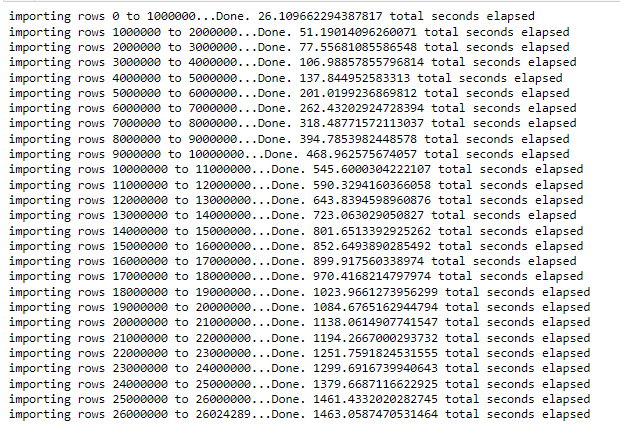 importing rows 0 to 1000000...Done. 26.109662294387817 total seconds elapsed
importing rows 1000000 to 2000000...Done. 51.19014096260071 total seconds elapsed
importing rows 2000000 to 3000000...Done. 77.55681085586548 total seconds elapsed
importing rows 3000000 to 4000000...Done. 106.98857855796814 total seconds elapsed
importing rows 4000000 to 5000000...Done. 137.844952583313 total seconds elapsed
importing rows 5000000 to 6000000...Done. 201.0199236869812 total seconds elapsed
importing rows 6000000 to 7000000...Done. 262.43202924728394 total seconds elapsed
importing rows 7000000 to 8000000...Done. 318.48771572113037 total seconds elapsed
importing rows 8000000 to 9000000...Done. 394.7853982448578 total seconds elapsed
importing rows 9000000 to 10000000...Done. 468.962575674057 total seconds elapsed
importing rows 10000000 to 11000000...Done. 545.6000304222107 total seconds elapsed
importing rows 11000000 to 12000000...Done. 590.3294160366058 total seconds elapsed
importing rows 12000000 to 13000000...Done. 643.8394598960876 total seconds elapsed
importing rows 13000000 to 14000000...Done. 723.063029050827 total seconds elapsed
importing rows 14000000 to 15000000...Done. 801.6513392925262 total seconds elapsed
importing rows 15000000 to 16000000...Done. 852.6493890285492 total seconds elapsed
importing rows 16000000 to 17000000...Done. 899.917560338974 total seconds elapsed
importing rows 17000000 to 18000000...Done. 970.4168214797974 total seconds elapsed
importing rows 18000000 to 19000000...Done. 1023.9661273956299 total seconds elapsed
importing rows 19000000 to 20000000...Done. 1084.6765162944794 total seconds elapsed
importing rows 20000000 to 21000000...Done. 1138.0614907741547 total seconds elapsed
importing rows 21000000 to 22000000...Done. 1194.2667000293732 total seconds elapsed
importing rows 22000000 to 23000000...Done. 1251.7591824531555 total seconds elapsed
importing rows 23000000 to 24000000...Done. 1299.6916739940643 total seconds elapsed
importing rows 24000000 to 25000000...Done. 1379.6687116622925 total seconds elapsed
importing rows 25000000 to 26000000...Done. 1461.4332020282745 total seconds elapsed
importing rows 26000000 to 26024289...Done. 1463.0587470531464 total seconds elapsed